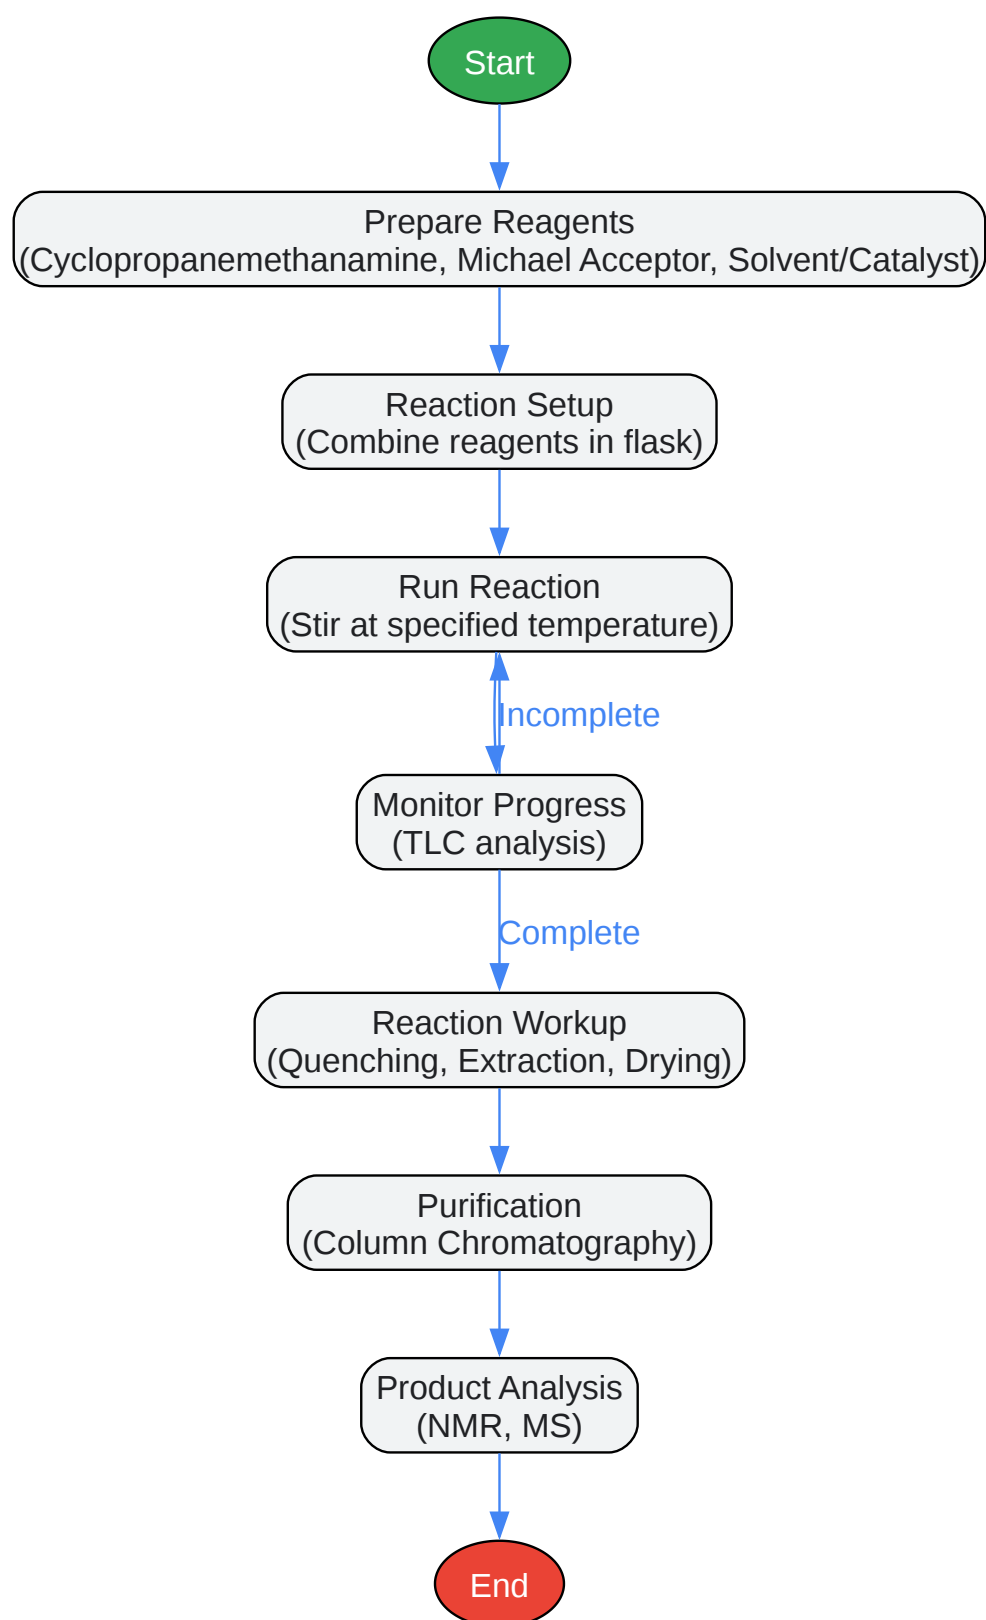 Start
Prepare Reagents
(Cyclopropanemethanamine, Michael Acceptor, Solvent/Catalyst)
Reaction Setup
(Combine reagents in flask)
Run Reaction
(Stir at specified temperature)
Incomplete
Monitor Progress
(TLC analysis)
Complete
Reaction Workup
(Quenching, Extraction, Drying)
Purification
(Column Chromatography)
Product Analysis
(NMR, MS)
End